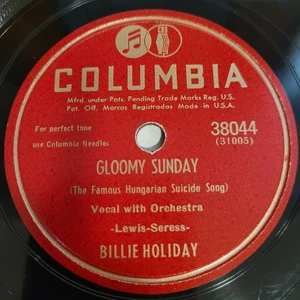 COLUMBIA
Mfrd. under Pats. Pending Trade Marks Reg. U.S.
Pat. Off. Marcas Registradas Made in U.S.A.
For perfect tone
use Columbia Needles
38044
(31005)
GLOOMY SUNDAY
(The Famous Hungarian Suicide Song)
Vocal with Orchestra
-Lewis-Seress-
BILLIE HOLIDAY